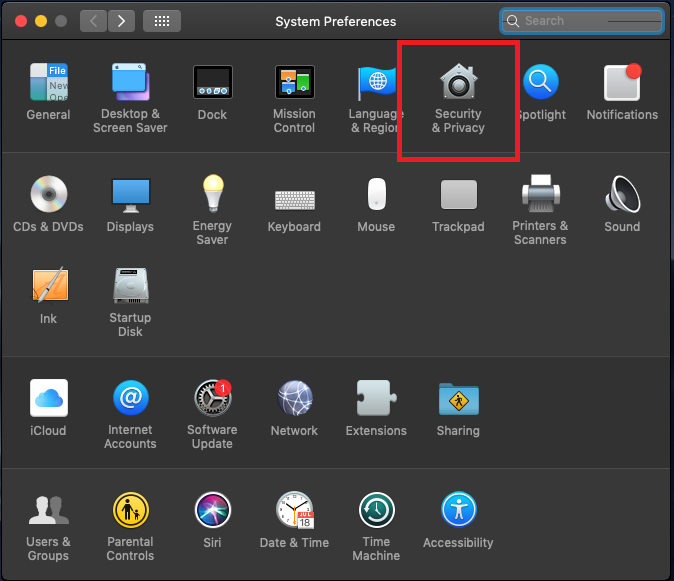 System Preferences
Search
File
New
Ope
General
Desktop &
Screen Saver
Dock
Mission
Control
Language
& Region
Security
& Privacy
Spotlight
Notifications
CDs & DVDs
Displays
Energy
Saver
Keyboard
Mouse
Trackpad
Printers &
Scanners
Sound
Ink
Startup
Disk
iCloud
@
Internet
Accounts
1
Software
Update
Network
Extensions
Sharing
Users &
Groups
Parental
Controls
Siri
JUL
18
Date & Time
Time
Machine
Accessibility